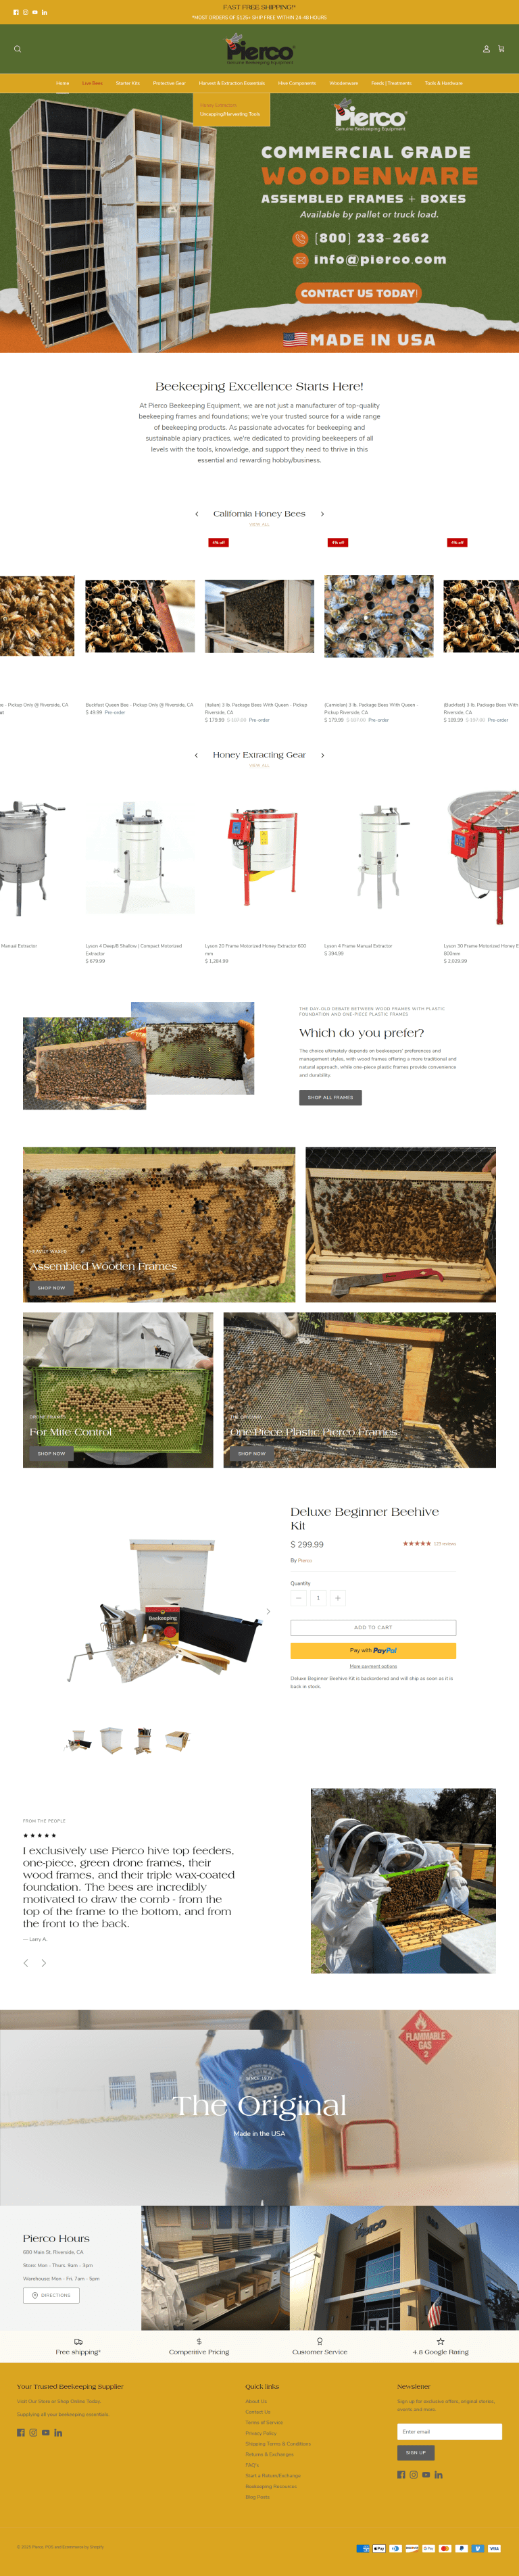 FAST FREE SHIPPING!*
*MOST ORDERS OF $125+ SHIP FREE WITHIN 24-48 HOURS
Pierco
Genuine Beekeeping Equipment
Home
Live Bees
Starter Kits
Protective Gear
Harvest & Extraction Essentials
Hive Components
Woodenware
Feeds | Treatments
Tools & Hardware
Honey Extractors
Uncapping/Harvesting Tools
Pierco
Genuine Beekeeping Equipment
COMMERCIAL GRADE
WOODENWARE
ASSEMBLED FRAMES + BOXES
Available by pallet or truck load.
(800) 233-2662
info@pierco.com
CONTACT US TODAY!
MADE IN USA
Beekeeping Excellence Starts Here!
At Pierco Beekeeping Equipment, we are not just a manufacturer of top-quality
beekeeping frames and foundations; we're your trusted source for a wide range
of beekeeping products. As passionate advocates for beekeeping and
sustainable apiary practices, we're dedicated to providing beekeepers of all
levels with the tools, knowledge, and support they need to thrive in this
essential and rewarding hobby/business.
California Honey Bees
VIEW ALL
4% off
4% off
4% off
e - Pickup Only @ Riverside, CA
Buckfast Queen Bee - Pickup Only @ Riverside, CA
$ 49.99 Pre-order
(Italian) 3 lb. Package Bees With Queen - Pickup
Riverside, CA
$ 179.99 $ 187.00 Pre-order
(Carniolan) 3 lb. Package Bees With Queen -
Pickup Riverside, CA
$ 179.99 $ 187.00 Pre-order
(Buckfast) 3 lb. Package Bees With
Riverside, CA
$ 189.99 $ 197.00 Pre-order
Honey Extracting Gear
VIEW ALL
Manual Extractor
Lyson 4 Deep/8 Shallow | Compact Motorized
Extractor
$ 679.99
Lyson 20 Frame Motorized Honey Extractor 600
mm
$ 1,284.99
Lyson 4 Frame Manual Extractor
$ 394.99
Lyson 30 Frame Motorized Honey E
800mm
$ 2,029.99
THE DAY-OLD DEBATE BETWEEN WOOD FRAMES WITH PLASTIC
FOUNDATION AND ONE-PIECE PLASTIC FRAMES
Which do you prefer?
The choice ultimately depends on beekeepers' preferences and
management styles, with wood frames offering a more traditional and
natural approach, while one-piece plastic frames provide convenience
and durability.
SHOP ALL FRAMES
Assembled Wooden Frames
SHOP NOW
DRONE FRAMES
For Mite Control
SHOP NOW
One-Piece Plastic Pierco Frames
SHOP NOW
Deluxe Beginner Beehive
Kit
$ 299.99
123 reviews
By Pierco
Quantity
1
ADD TO CART
Pay with PayPal
More payment options
Deluxe Beginner Beehive Kit is backordered and will ship as soon as it is
back in stock.
Beekeeping
FROM THE PEOPLE
I exclusively use Pierco hive top feeders,
one-piece, green drone frames, their
wood frames, and their triple wax-coated
foundation. The bees are incredibly
motivated to draw the comb - from the
top of the frame to the bottom, and from
the front to the back.
— Larry A.
FLAMMABLE
GAS
2
The Original
Made in the USA
Pierco Hours
680 Main St. Riverside, CA
Store: Mon - Thurs. 9am - 3pm
Warehouse: Mon - Fri. 7am - 5pm
DIRECTIONS
Free shipping*
Competitive Pricing
Customer Service
4.8 Google Rating
Your Trusted Beekeeping Supplier
Visit Our Store or Shop Online Today.
Supplying all your beekeeping essentials.
Quick links
About Us
Contact Us
Terms of Service
Privacy Policy
Shipping Terms & Conditions
Returns & Exchanges
FAQ's
Start a Return/Exchange
Beekeeping Resources
Blog Posts
Newsletter
Sign up for exclusive offers, original stories,
events and more.
Enter email
SIGN UP